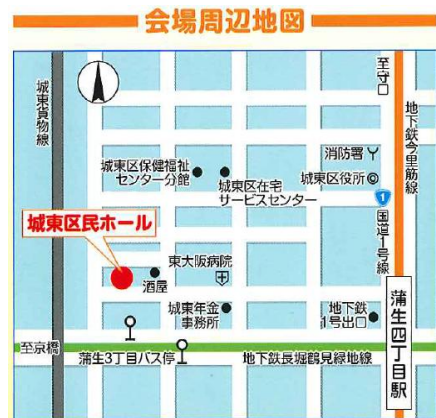 会場周辺地図
城東貨物線
至守口
地下鉄今里筋線
消防署
城東区保健福祉
センター分館
城東区役所
城東区在宅
サービスセンター
1
国道1号線
城東区民ホール
東大阪病院
酒屋
城東年金
事務所
地下鉄
1号出口
蒲生四丁目駅
至京橋
蒲生3丁目バス停
地下鉄長堀鶴見緑地線